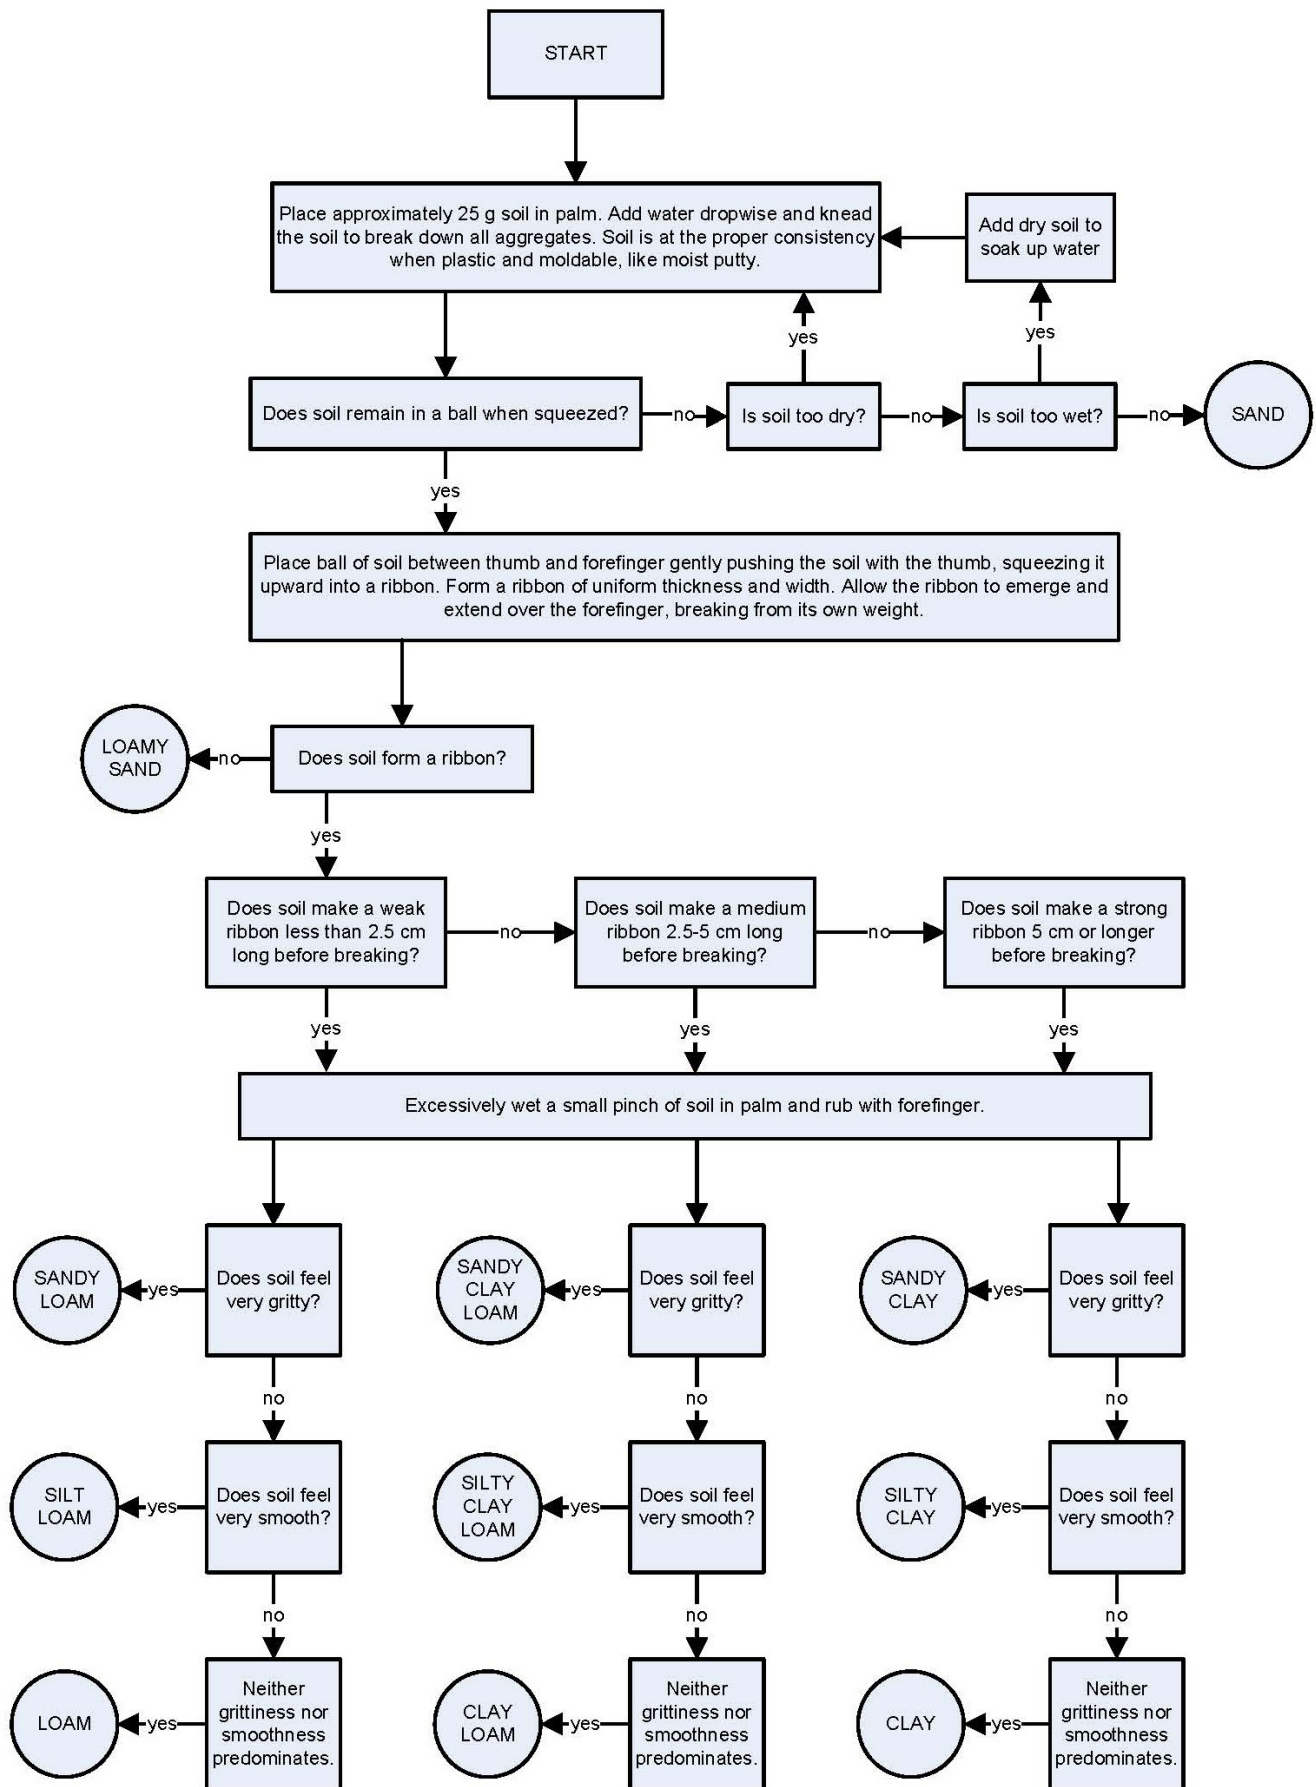 START
Place approximately 25 g soil in palm. Add water dropwise and knead
the soil to break down all aggregates. Soil is at the proper consistency
when plastic and moldable, like moist putty.
Add dry soil to
soak up water
yes
yes
Does soil remain in a ball when squeezed?
no
Is soil too dry?
no
Is soil too wet?
no
SAND
yes
Place ball of soil between thumb and forefinger gently pushing the soil with the thumb, squeezing it
upward into a ribbon. Form a ribbon of uniform thickness and width. Allow the ribbon to emerge and
extend over the forefinger, breaking from its own weight.
LOAMY
SAND
no
Does soil form a ribbon?
yes
Does soil make a weak
ribbon less than 2.5 cm
long before breaking?
no
Does soil make a medium
ribbon 2.5-5 cm long
before breaking?
no
Does soil make a strong
ribbon 5 cm or longer
before breaking?
yes
yes
yes
Excessively wet a small pinch of soil in palm and rub with forefinger.
SANDY
LOAM
yes
Does soil feel
very gritty?
SANDY
CLAY
LOAM
yes
Does soil feel
very gritty?
SANDY
CLAY
yes
Does soil feel
very gritty?
no
no
no
SILT
LOAM
yes
Does soil feel
very smooth?
SILTY
CLAY
LOAM
yes
Does soil feel
very smooth?
SILTY
CLAY
yes
Does soil feel
very smooth?
no
no
no
LOAM
yes
Neither
grittiness nor
smoothness
predominates.
CLAY
LOAM
yes
Neither
grittiness nor
smoothness
predominates.
CLAY
yes
Neither
grittiness nor
smoothness
predominates.